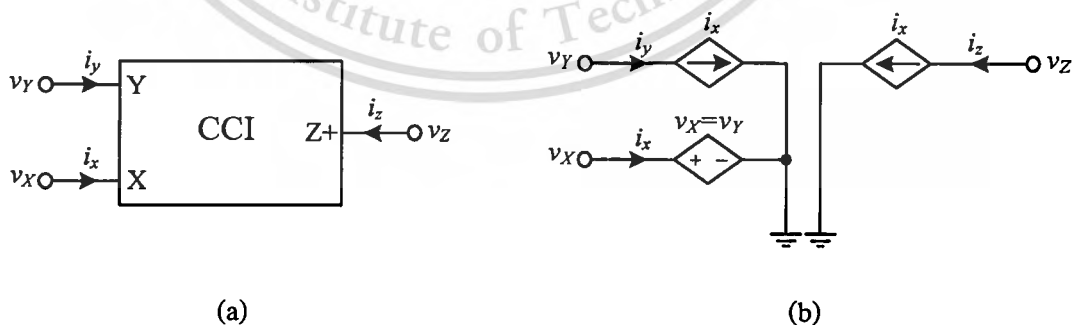 stitute of Techn
v_Y i_y Y
CCI
Z+ i_z v_Z
v_X i_x X
(a)
v_Y i_y i_x
v_X=v_Y
v_X i_x + −
i_x i_z v_Z
(b)